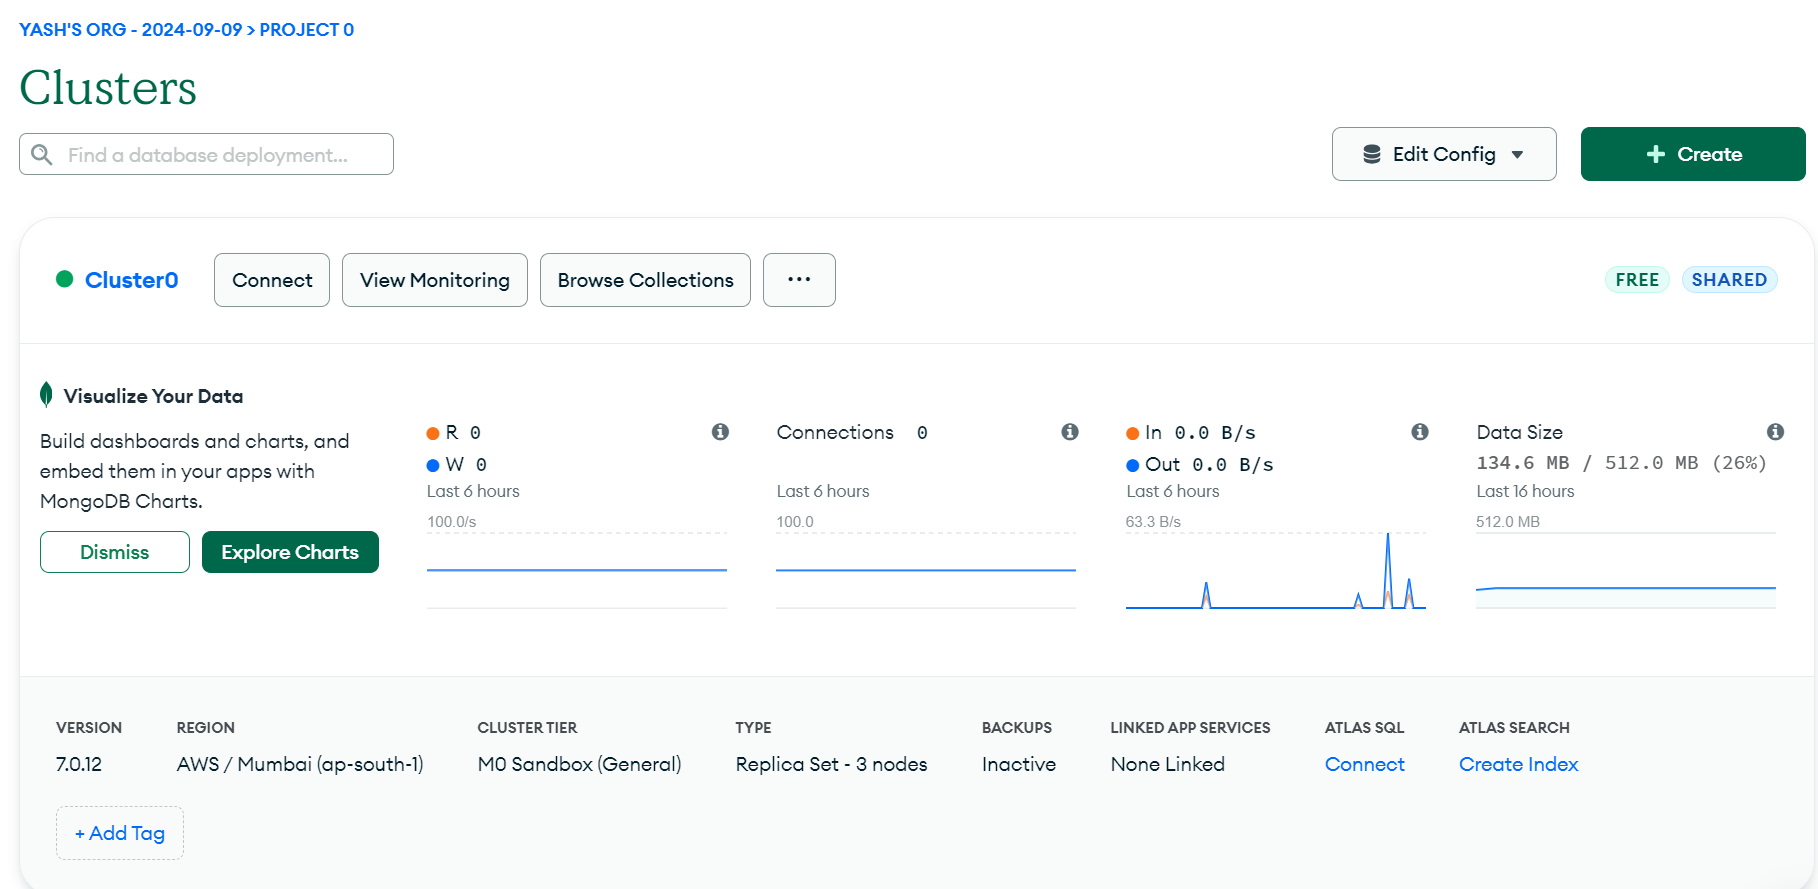 YASH'S ORG - 2024-09-09 > PROJECT 0
Clusters
Find a database deployment...
Edit Config
+ Create
Cluster0
Connect
View Monitoring
Browse Collections
...
FREE
SHARED
Visualize Your Data
Build dashboards and charts, and
embed them in your apps with
MongoDB Charts.
Dismiss
Explore Charts
R 0
W 0
Last 6 hours
100.0/s
Connections 0
Last 6 hours
100.0
In 0.0 B/s
Out 0.0 B/s
Last 6 hours
63.3 B/s
Data Size
134.6 MB / 512.0 MB (26%)
Last 16 hours
512.0 MB
VERSION
7.0.12
REGION
AWS / Mumbai (ap-south-1)
CLUSTER TIER
M0 Sandbox (General)
TYPE
Replica Set - 3 nodes
BACKUPS
Inactive
LINKED APP SERVICES
None Linked
ATLAS SQL
Connect
ATLAS SEARCH
Create Index
+ Add Tag